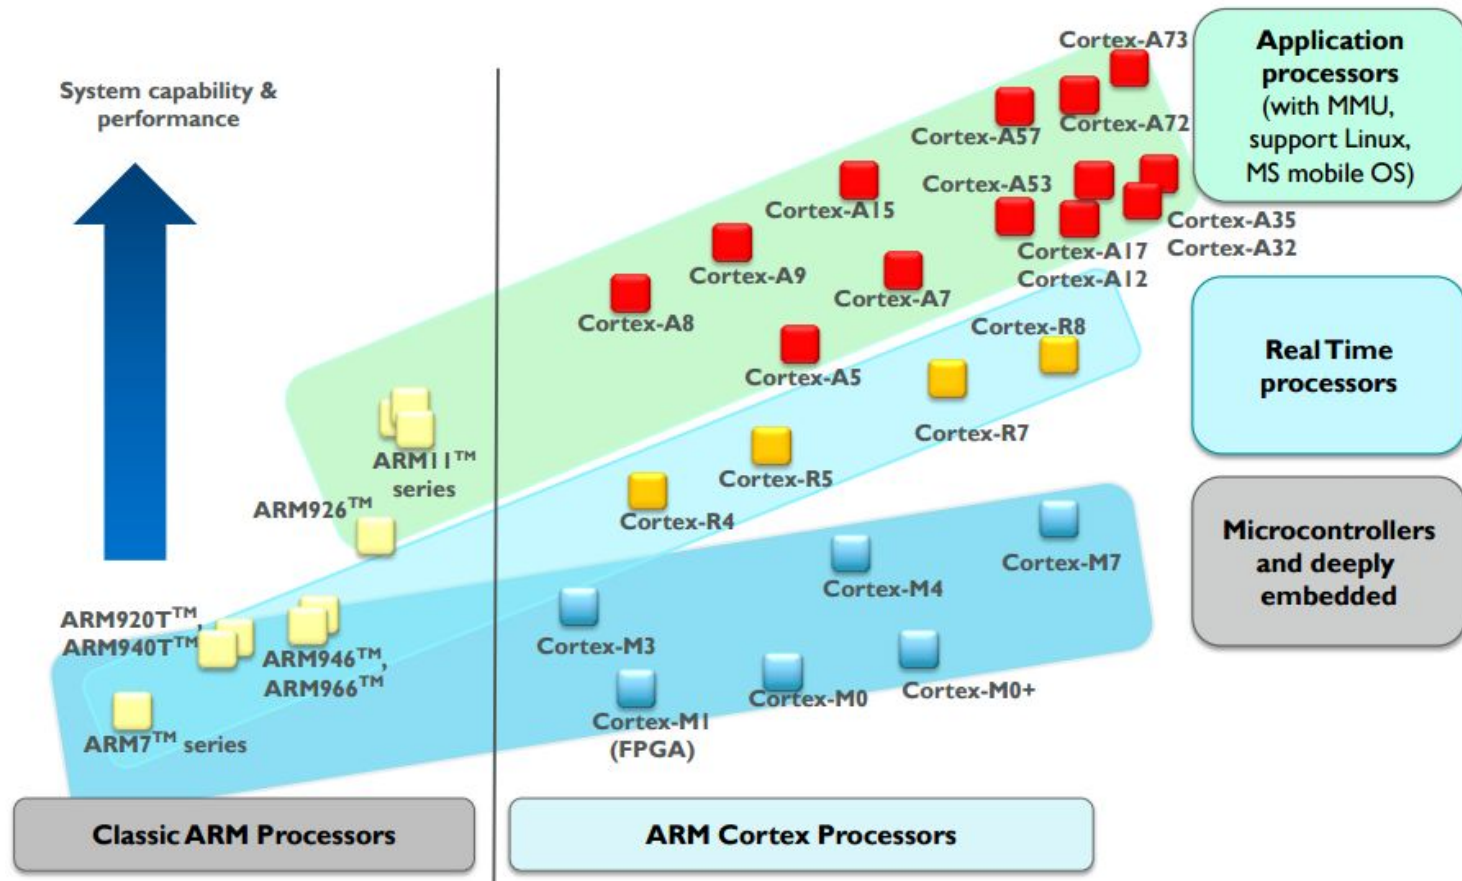 System capability &
performance
Cortex-A73
Cortex-A57
Cortex-A72
Cortex-A53
Cortex-A15
Cortex-A35
Cortex-A32
Cortex-A17
Cortex-A12
Cortex-A9
Cortex-A7
Cortex-A8
Cortex-A5
Cortex-R8
Cortex-R7
Cortex-R5
Cortex-R4
ARM11™
series
ARM926™
Cortex-M7
Cortex-M4
Cortex-M3
Cortex-M0+
Cortex-M0
Cortex-M1
(FPGA)
ARM920T™,
ARM940T™
ARM946™,
ARM966™
ARM7™ series
Application
processors
(with MMU,
support Linux,
MS mobile OS)
Real Time
processors
Microcontrollers
and deeply
embedded
Classic ARM Processors
ARM Cortex Processors